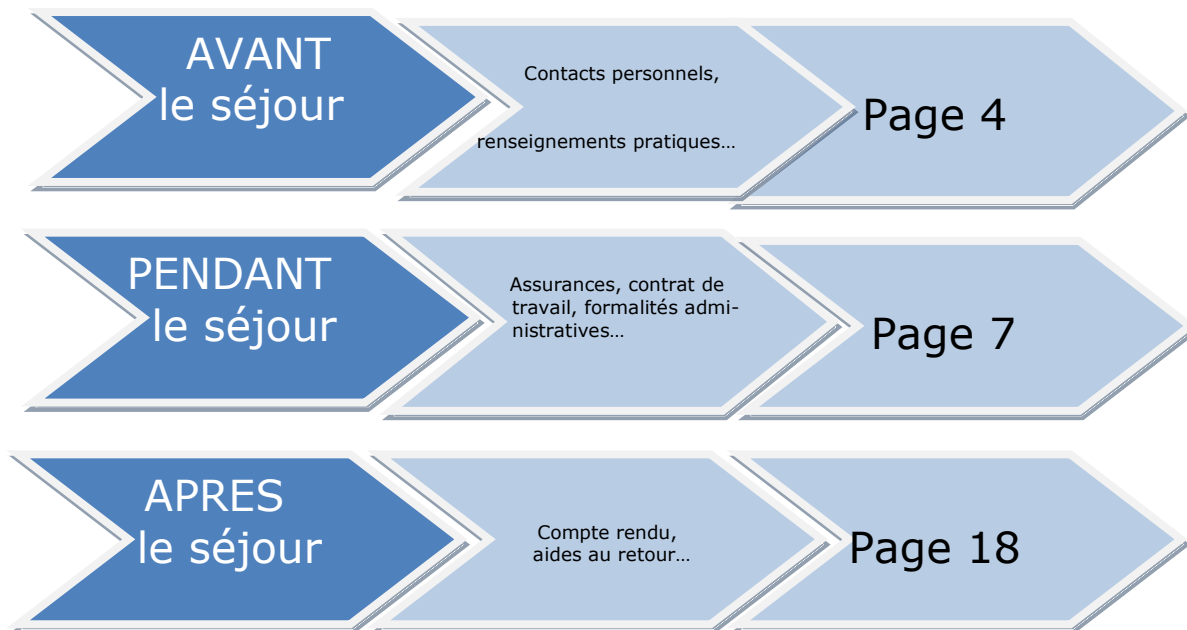 AVANT
le séjour
Contacts personnels,
renseignements pratiques…
Page 4
PENDANT
le séjour
Assurances, contrat de
travail, formalités admi-
nistratives…
Page 7
APRES
le séjour
Compte rendu,
aides au retour…
Page 18